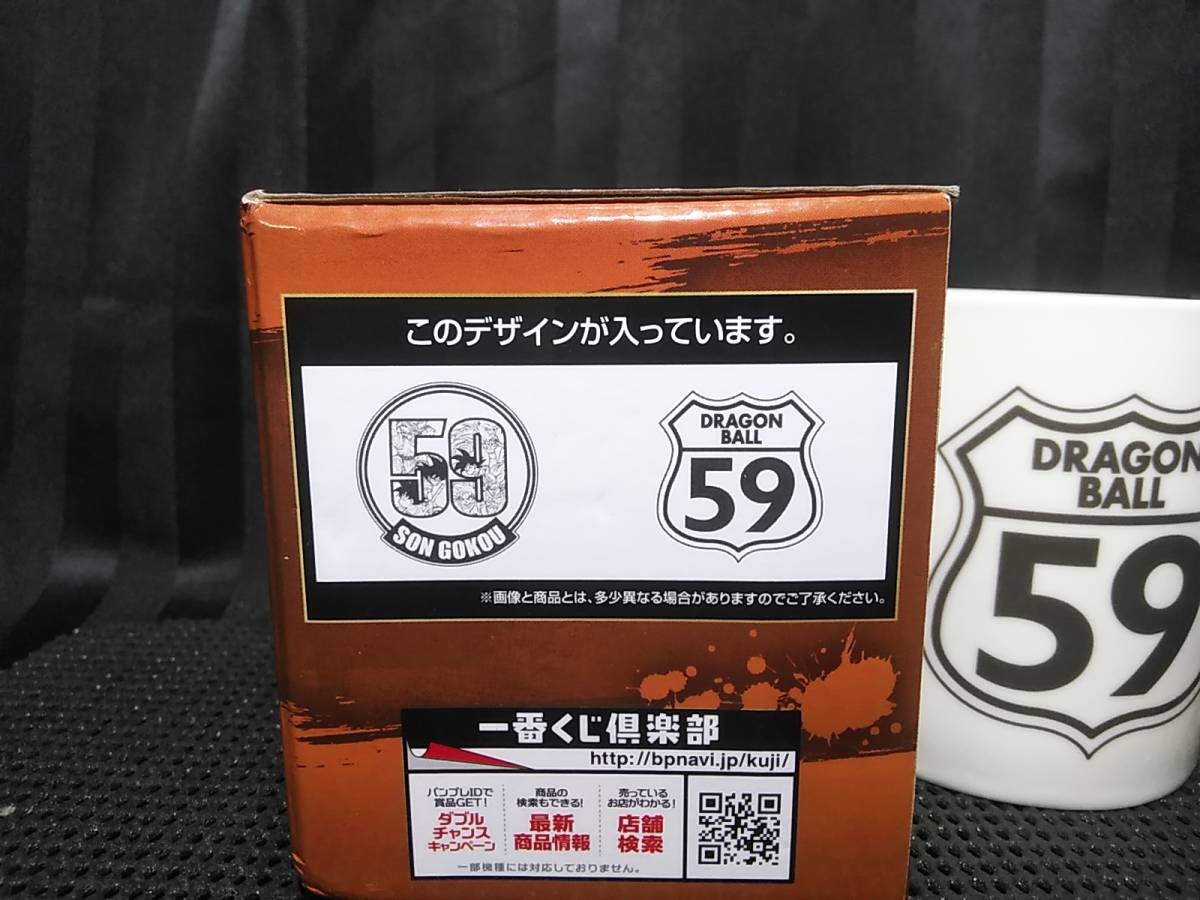 このデザインが入っています。
59
SON GOKOU
DRAGON
BALL
59
※画像と商品とは、多少異なる場合がありますのでご了承ください。
一番くじ倶楽部
http://bpnavi.jp/kuji/
バンプレIDで
賞品GET!
ダブル
チャンス
キャンペーン
商品の
検索もできる!
最新
商品情報
売っている
お店がわかる!
店舗
検索
一部機種には対応しておりません。
DRAGON
BALL
59